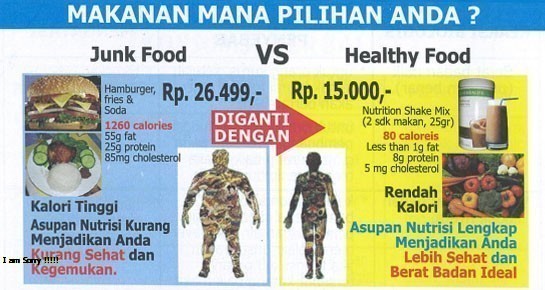 MAKANAN MANA PILIHAN ANDA ?
Junk Food
VS
Healthy Food
Hamburger,
fries &
Soda
1260 calories
55g fat
25g protein
85mg cholesterol
Rp. 26.499,-
DIGANTI
DENGAN
Rp. 15.000,-
Nutrition Shake Mix
(2 sdk makan, 25gr)
80 caloreis
Less than 1g fat
8g protein
5 mg cholesterol
Kalori Tinggi
Asupan Nutrisi Kurang
Menjadikan Anda
Kurang Sehat dan
Kegemukan.
Rendah
Kalori
Asupan Nutrisi Lengkap
Menjadikan Anda
Lebih Sehat dan
Berat Badan Ideal
I am Sorry !!!!!